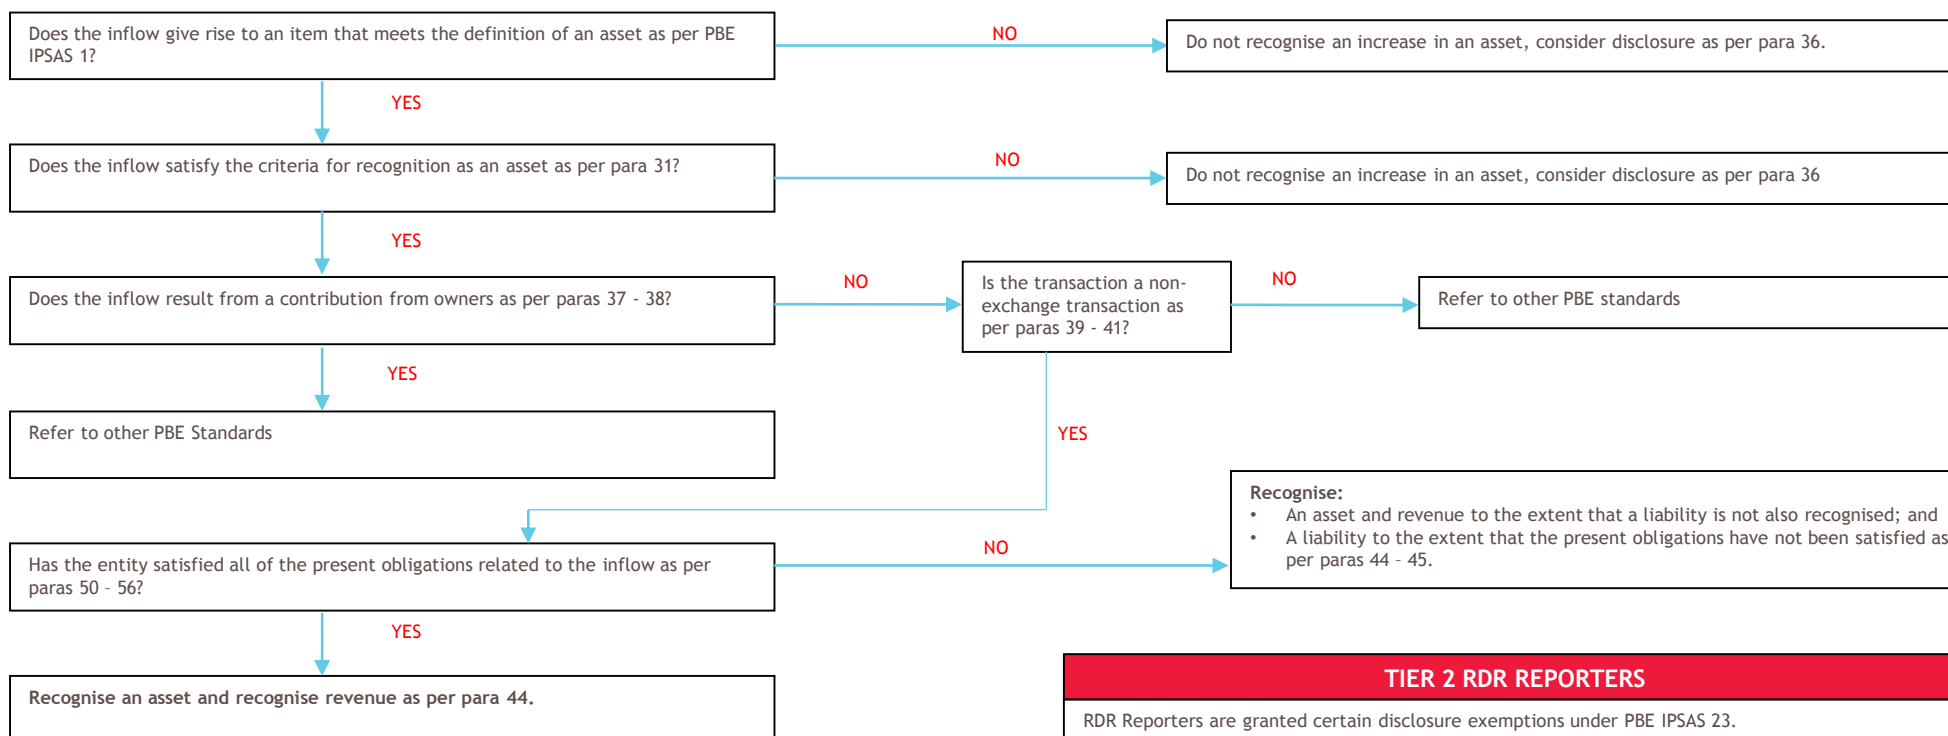 Does the inflow give rise to an item that meets the definition of an asset as per PBE
IPSAS 1?
NO
Do not recognise an increase in an asset, consider disclosure as per para 36.
YES
Does the inflow satisfy the criteria for recognition as an asset as per para 31?
NO
Do not recognise an increase in an asset, consider disclosure as per para 36
YES
Does the inflow result from a contribution from owners as per paras 37 - 38?
NO
Is the transaction a non-
exchange transaction as
per paras 39 - 41?
NO
Refer to other PBE standards
YES
Refer to other PBE Standards
YES
Recognise:
• An asset and revenue to the extent that a liability is not also recognised; and
• A liability to the extent that the present obligations have not been satisfied as
per paras 44 – 45.
Has the entity satisfied all of the present obligations related to the inflow as per
paras 50 – 56?
NO
YES
Recognise an asset and recognise revenue as per para 44.
TIER 2 RDR REPORTERS
RDR Reporters are granted certain disclosure exemptions under PBE IPSAS 23.